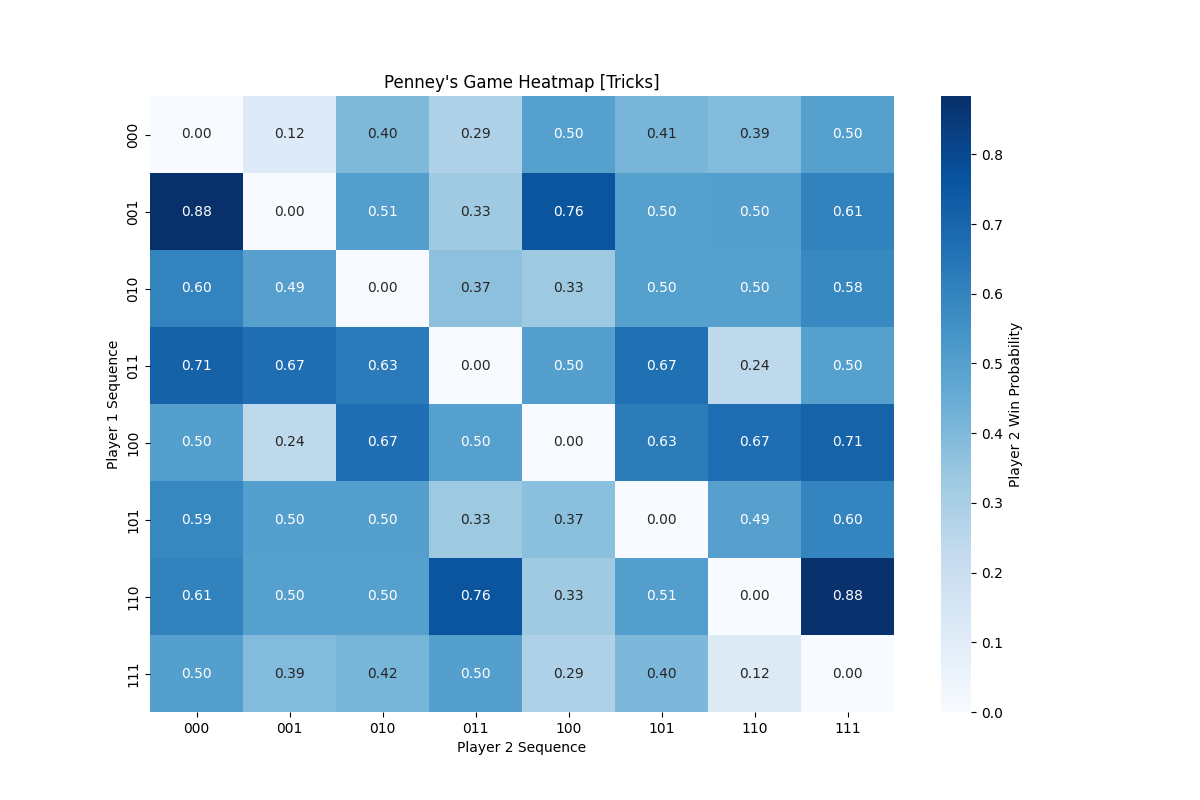 Penney's Game Heatmap [Tricks]
000 0.00 0.12 0.40 0.29 0.50 0.41 0.39 0.50
001 0.88 0.00 0.51 0.33 0.76 0.50 0.50 0.61
010 0.60 0.49 0.00 0.37 0.33 0.50 0.50 0.58
011 0.71 0.67 0.63 0.00 0.50 0.67 0.24 0.50
100 0.50 0.24 0.67 0.50 0.00 0.63 0.67 0.71
101 0.59 0.50 0.50 0.33 0.37 0.00 0.49 0.60
110 0.61 0.50 0.50 0.76 0.33 0.51 0.00 0.88
111 0.50 0.39 0.42 0.50 0.29 0.40 0.12 0.00
000 001 010 011 100 101 110 111
Player 2 Sequence
Player 1 Sequence
0.8
0.7
0.6
0.5
0.4
0.3
0.2
0.1
0.0
Player 2 Win Probability